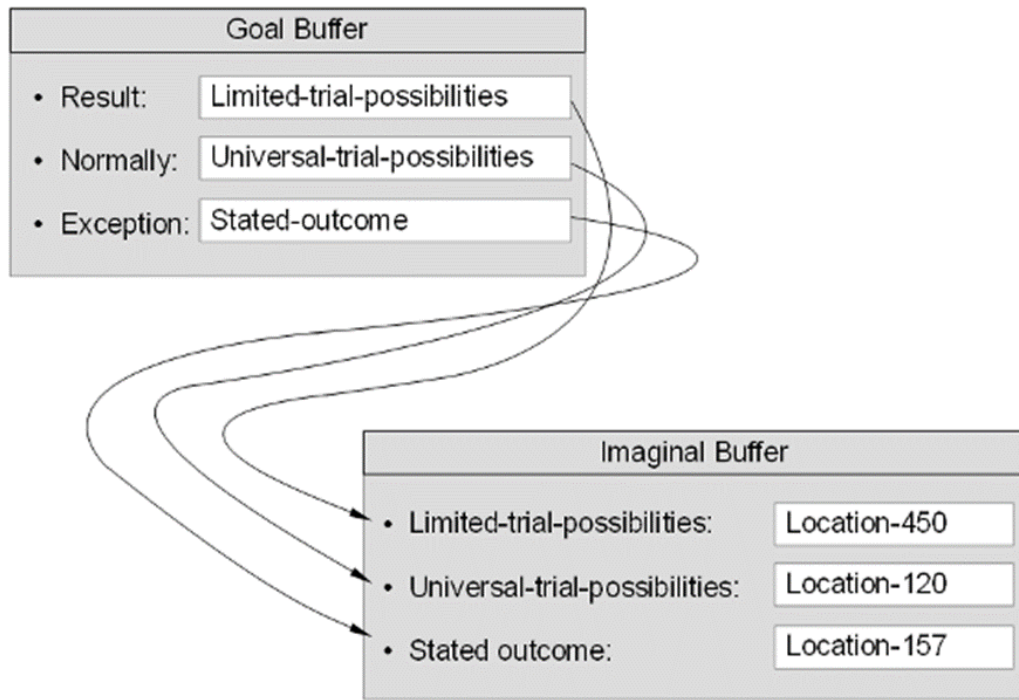 Goal Buffer
• Result: Limited-trial-possibilities
• Normally: Universal-trial-possibilities
• Exception: Stated-outcome
Imaginal Buffer
• Limited-trial-possibilities: Location-450
• Universal-trial-possibilities: Location-120
• Stated outcome: Location-157